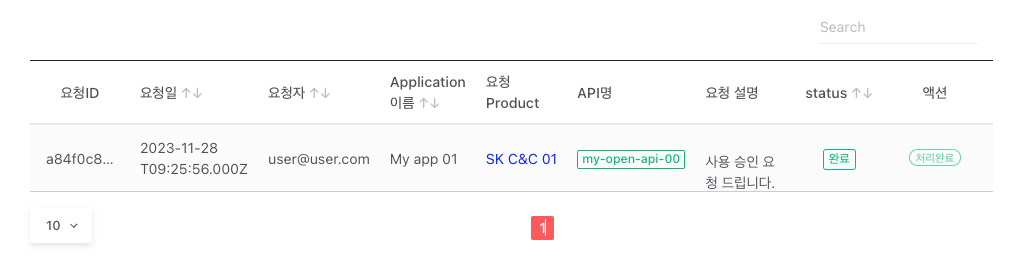 Search
요청ID 요청일 ↑↓ 요청자 ↑↓ Application 이름 ↑↓ 요청 Product API명 요청 설명 status ↑↓ 액션
a84f0c8... 2023-11-28 T09:25:56.000Z user@user.com My app 01 SK C&C 01 my-open-api-00 사용 승인 요청 드립니다. 완료 처리완료
10 1